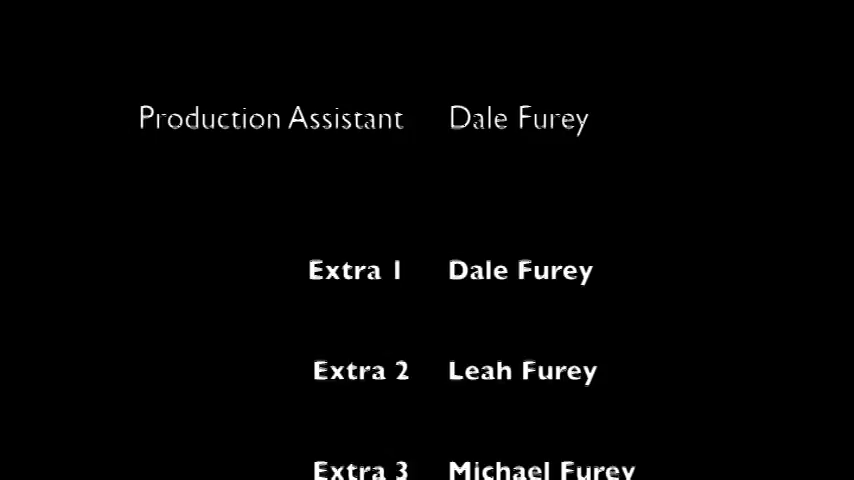 Production Assistant Dale Furey
Extra 1 Dale Furey
Extra 2 Leah Furey
Extra 3 Michael Furey